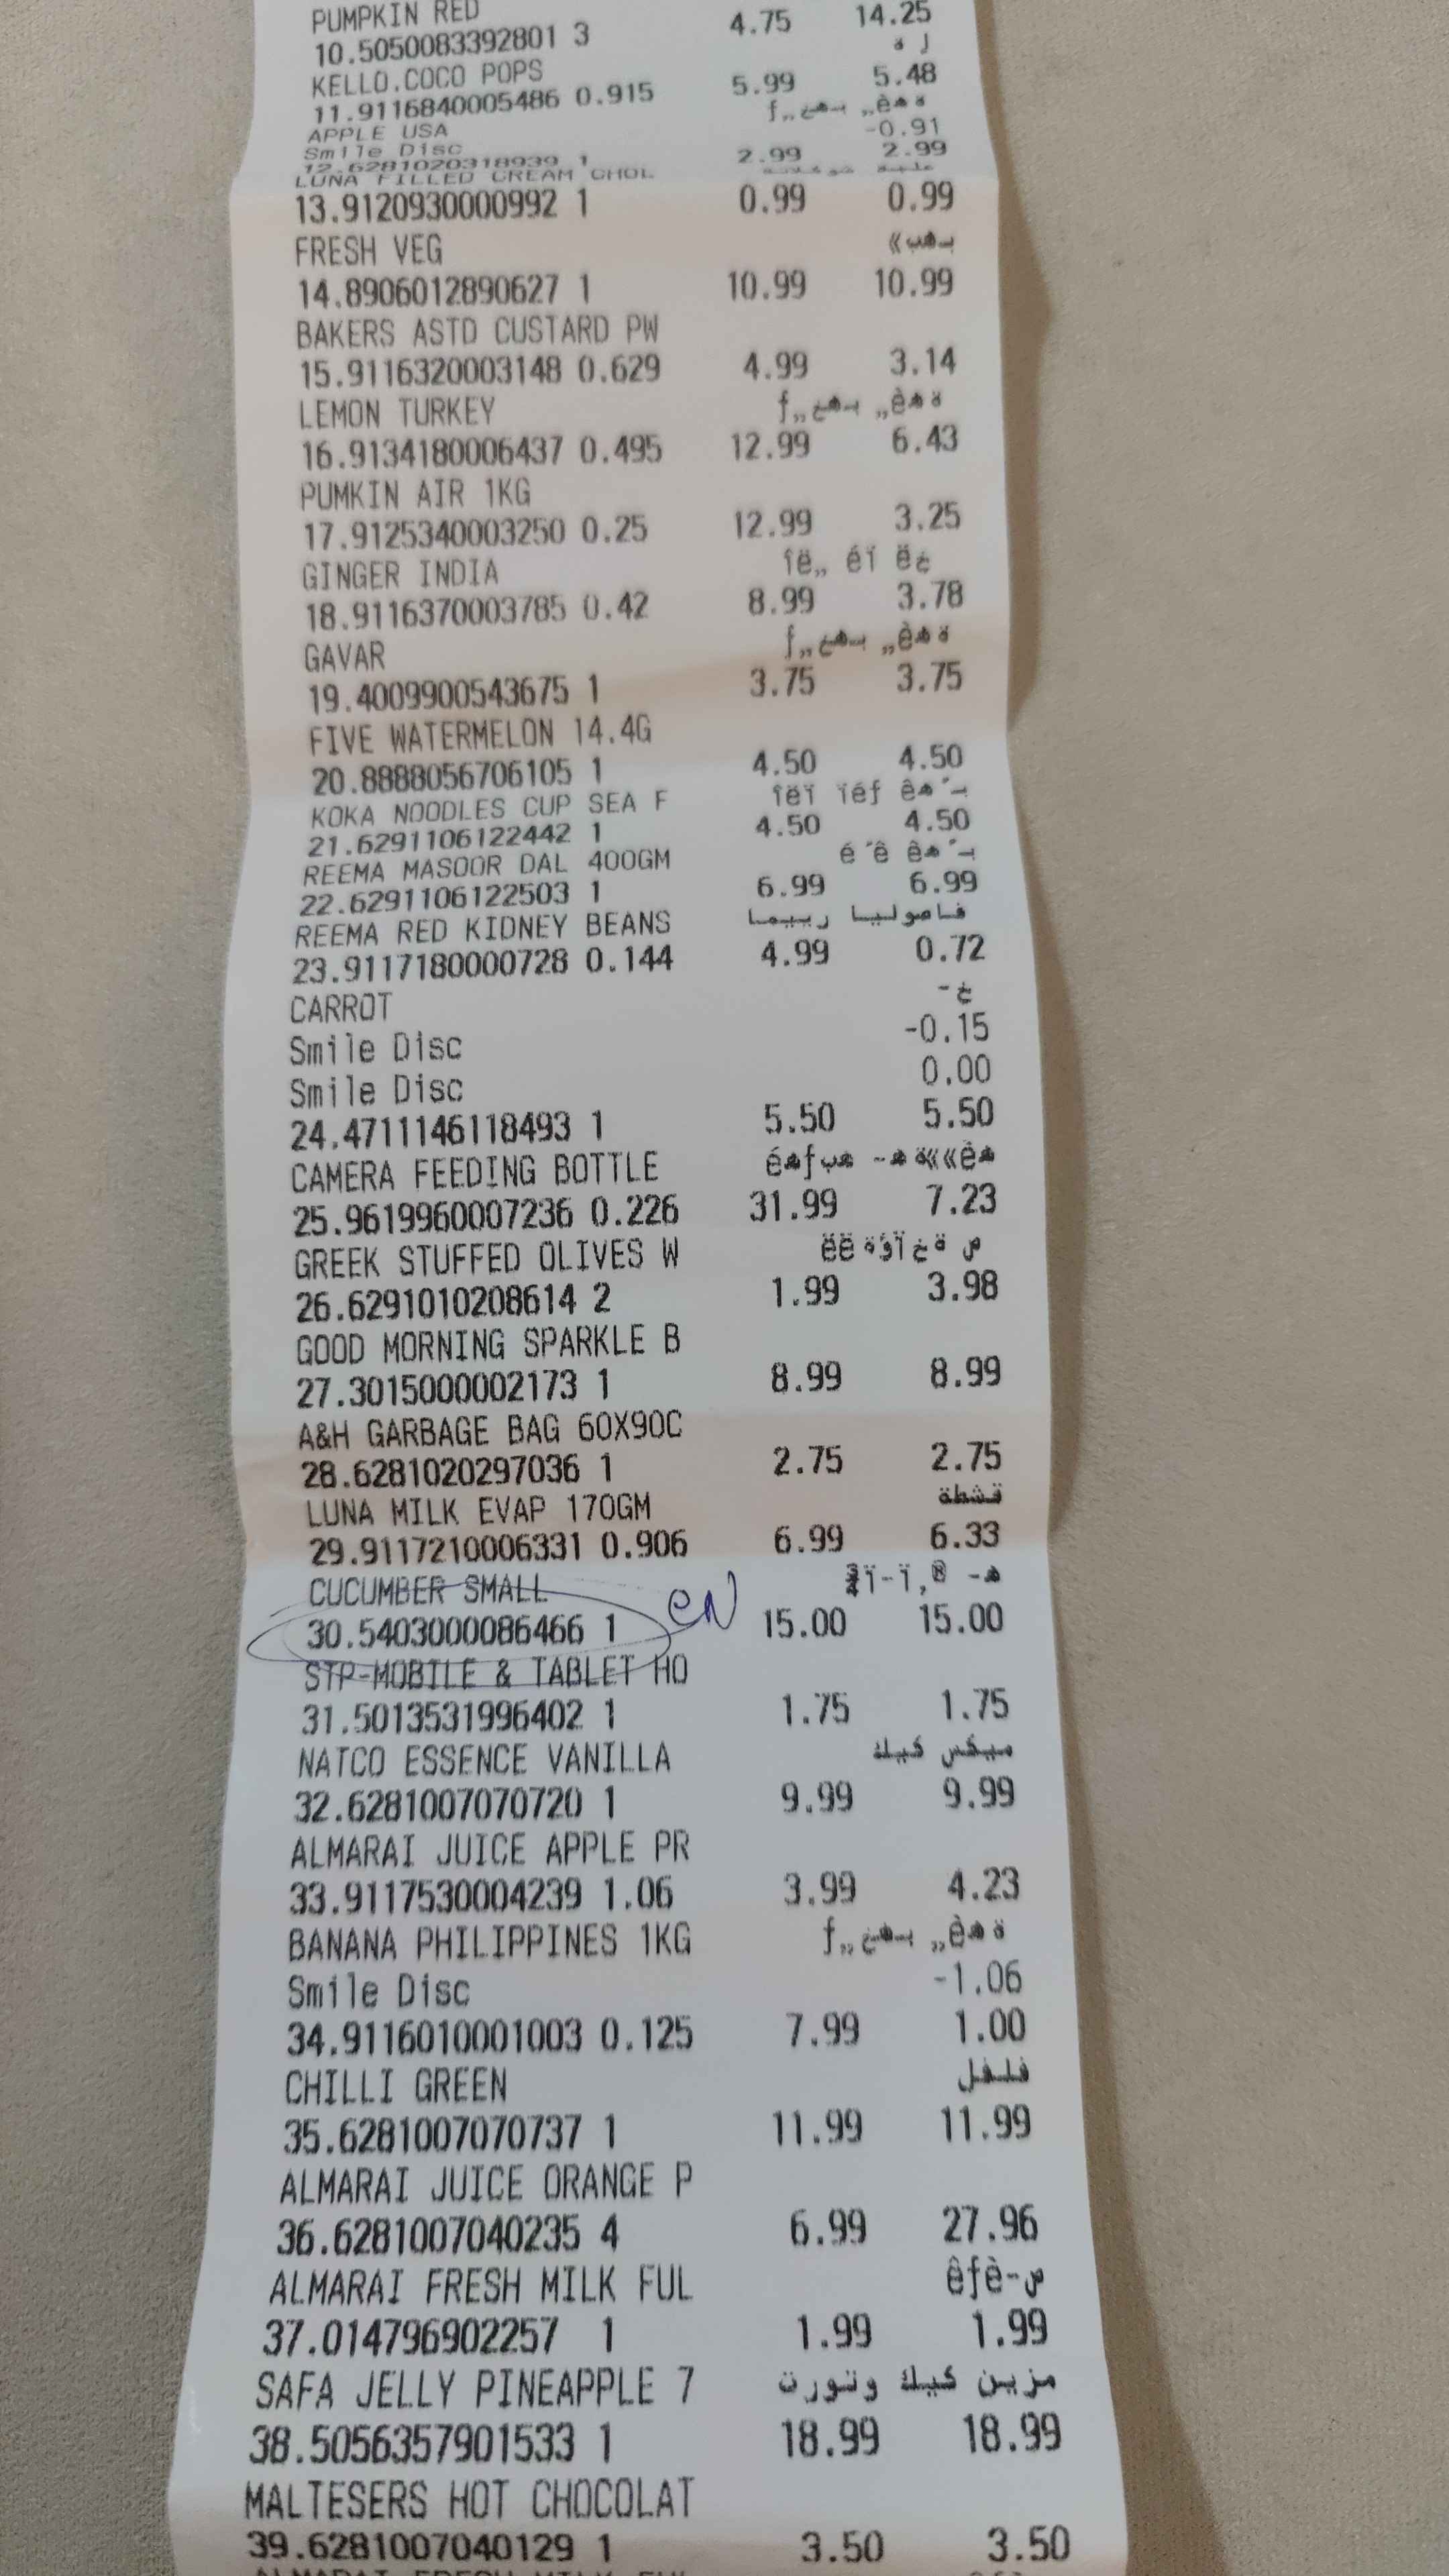 PUMPKIN RED 4.75 14.25
10.5050083392801 3
KELLO.COCO POPS 5.99 5.48
11.9116840005486 0.915
APPLE USA -0.91
Smile Disc
12.6281020318939 1 2.99 2.99
LUNA FILLED CREAM CHOL
13.9120930000992 1 0.99 0.99
FRESH VEG
14.8906012890627 1 10.99 10.99
BAKERS ASTD CUSTARD PW
15.9116320003148 0.629 4.99 3.14
LEMON TURKEY
16.9134180006437 0.495 12.99 6.43
PUMKIN AIR 1KG
17.9125340003250 0.25 12.99 3.25
GINGER INDIA
18.9116370003785 0.42 8.99 3.78
GAVAR
19.4009900543675 1 3.75 3.75
FIVE WATERMELON 14.4G
20.8888056706105 1 4.50 4.50
KOKA NOODLES CUP SEA F
21.6291106122442 1 4.50 4.50
REEMA MASOOR DAL 400GM
22.6291106122503 1 6.99 6.99
REEMA RED KIDNEY BEANS فاصوليا رييما
23.9117180000728 0.144 4.99 0.72
CARROT
Smile Disc -0.15
Smile Disc 0.00
24.4711146118493 1 5.50 5.50
CAMERA FEEDING BOTTLE
25.9619960007236 0.226 31.99 7.23
GREEK STUFFED OLIVES W
26.6291010208614 2 1.99 3.98
GOOD MORNING SPARKLE B
27.3015000002173 1 8.99 8.99
A&H GARBAGE BAG 60X90C
28.6281020297036 1 2.75 2.75
LUNA MILK EVAP 170GM قشطة
29.9117210006331 0.906 6.99 6.33
CUCUMBER SMALL
30.5403000086466 1 CN 15.00 15.00
STP-MOBILE & TABLET HO
31.5013531996402 1 1.75 1.75
NATCO ESSENCE VANILLA ميكس كيك
32.6281007070720 1 9.99 9.99
ALMARAI JUICE APPLE PR
33.9117530004239 1.06 3.99 4.23
BANANA PHILIPPINES 1KG
Smile Disc -1.06
34.9116010001003 0.125 7.99 1.00
CHILLI GREEN فلفل
35.6281007070737 1 11.99 11.99
ALMARAI JUICE ORANGE P
36.6281007040235 4 6.99 27.96
ALMARAI FRESH MILK FUL
37.014796902257 1 1.99 1.99
SAFA JELLY PINEAPPLE 7 مزين كيك وتورت
38.5056357901533 1 18.99 18.99
MALTESERS HOT CHOCOLAT
39.6281007040129 1 3.50 3.50